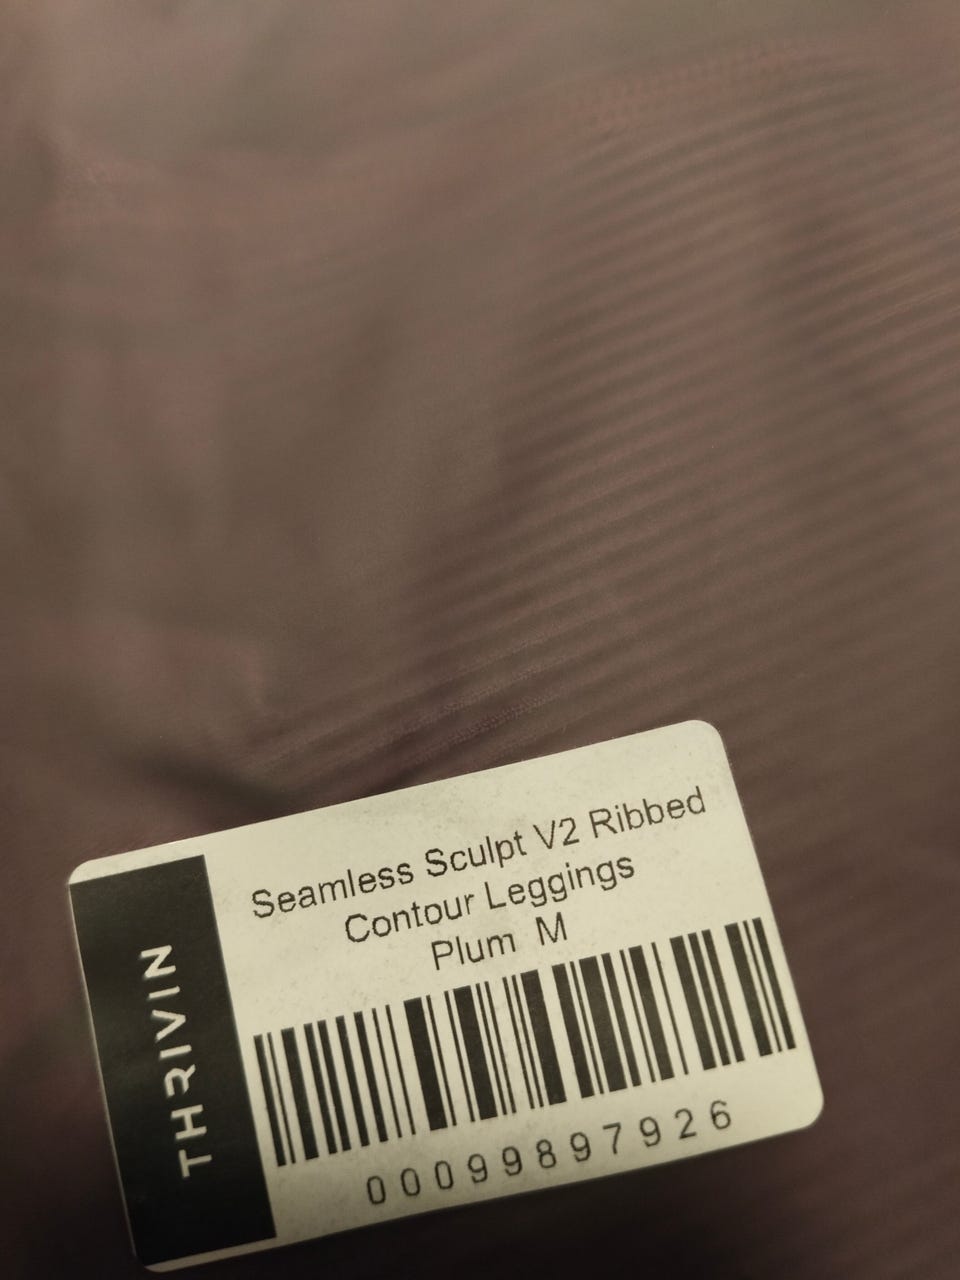 THRIVIN
Seamless Sculpt V2 Ribbed
Contour Leggings
Plum M
00099897926